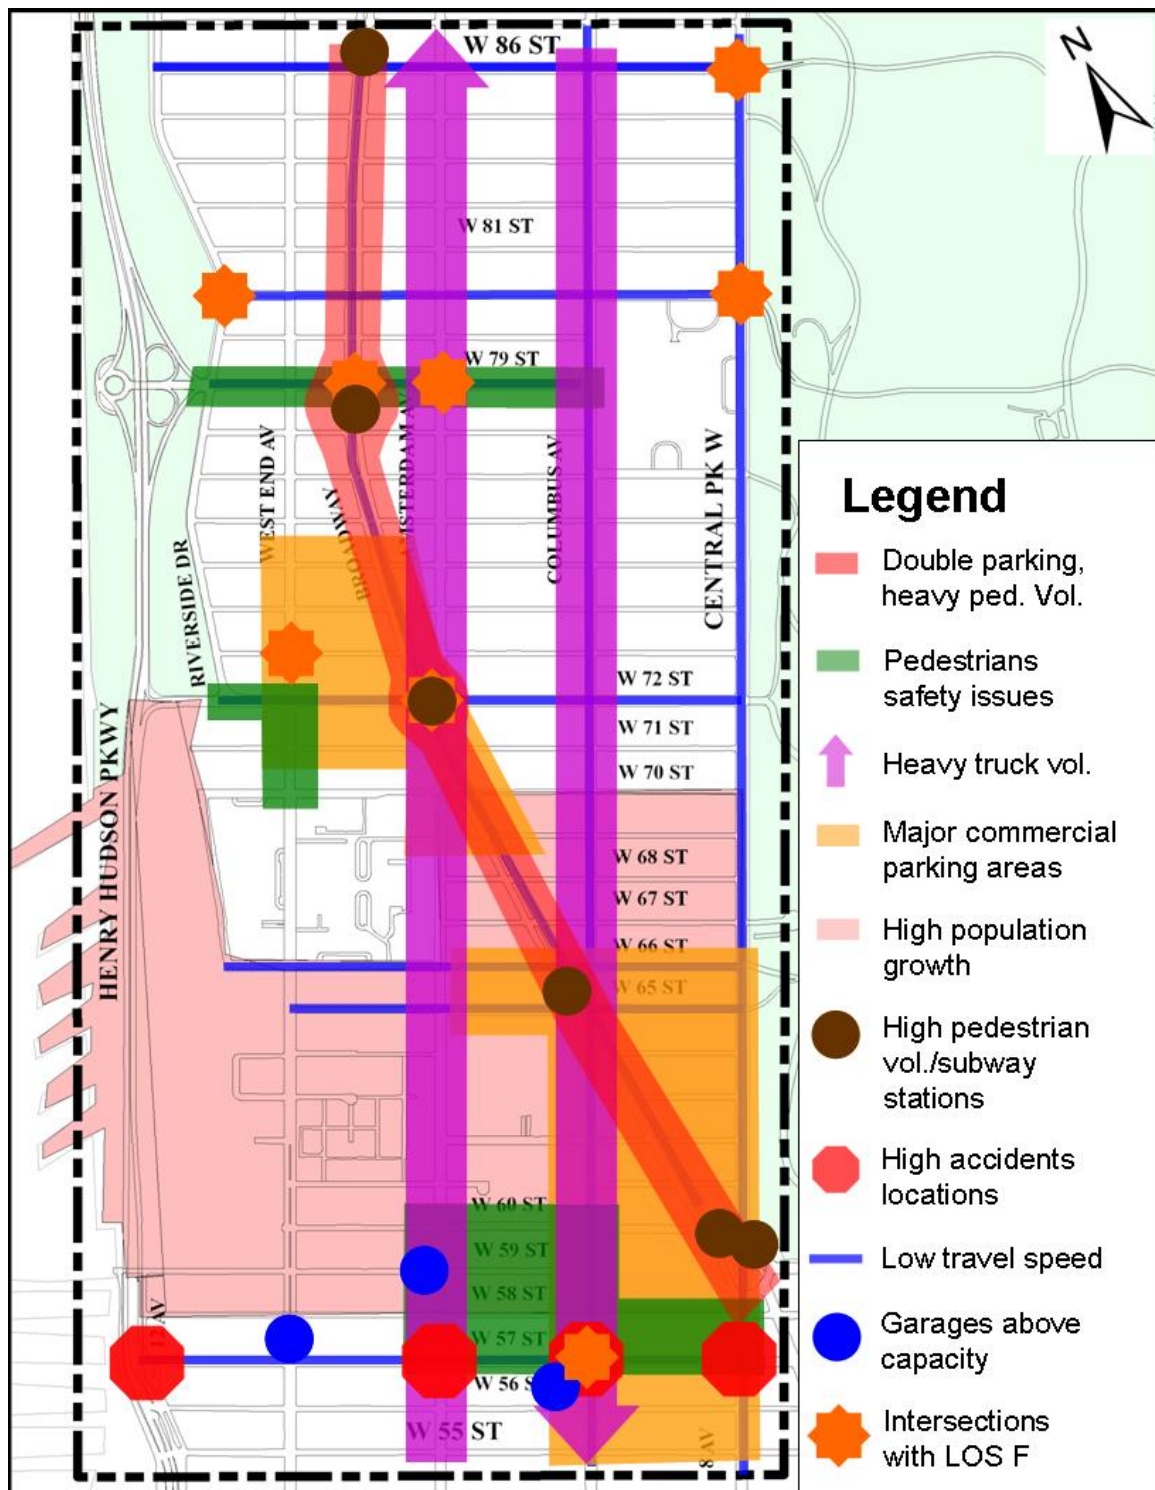 W 86 ST
N
W 81 ST
W 79 ST
WEST END AV
BROADWAY
AMSTERDAM AV
COLUMBUS AV
CENTRAL PK W
RIVERSIDE DR
HENRY HUDSON PKWY
W 72 ST
W 71 ST
W 70 ST
W 68 ST
W 67 ST
W 66 ST
W 65 ST
W 60 ST
W 59 ST
W 58 ST
W 57 ST
W 56 S
W 55 ST
12 AV
8 AV
Legend
Double parking,
heavy ped. Vol.
Pedestrians
safety issues
Heavy truck vol.
Major commercial
parking areas
High population
growth
High pedestrian
vol./subway
stations
High accidents
locations
Low travel speed
Garages above
capacity
Intersections
with LOS F